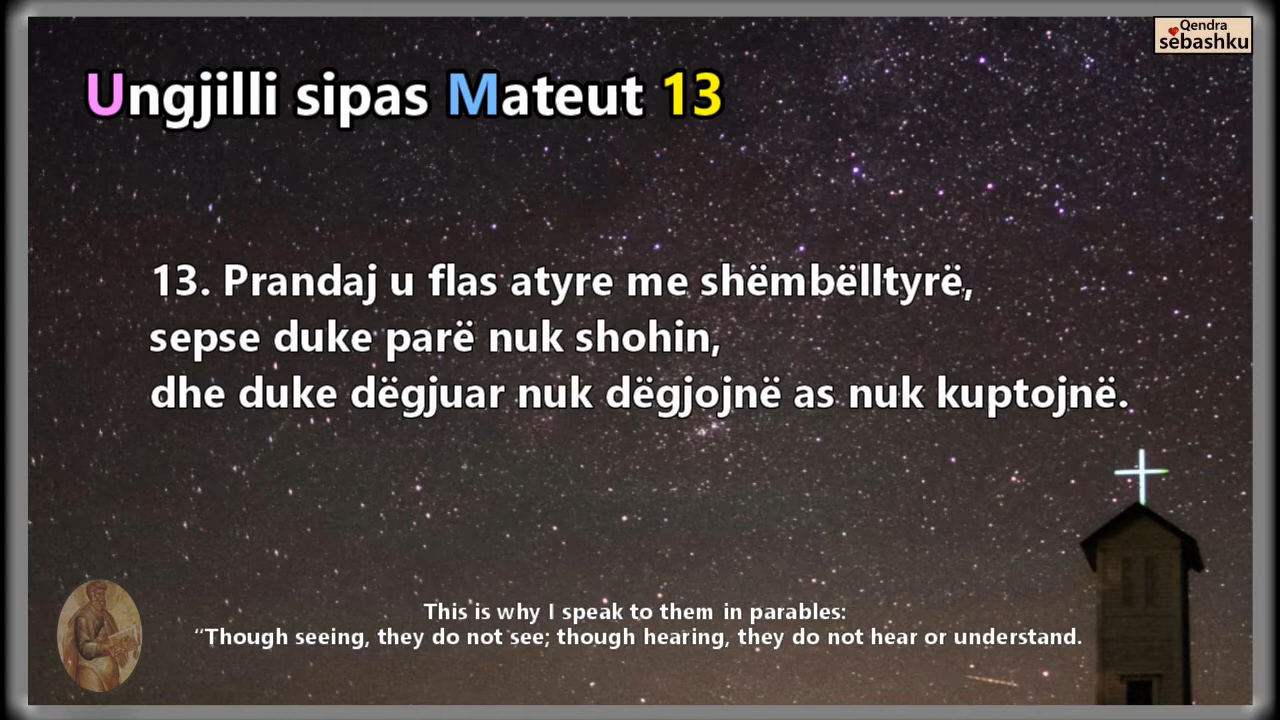 Qendra
sëbashku
Ungjilli sipas Mateut 13
13. Prandaj u flas atyre me shëmbëlltyrë,
sepse duke parë nuk shohin,
dhe duke dëgjuar nuk dëgjojnë as nuk kuptojnë.
This is why I speak to them in parables:
“Though seeing, they do not see; though hearing, they do not hear or understand.